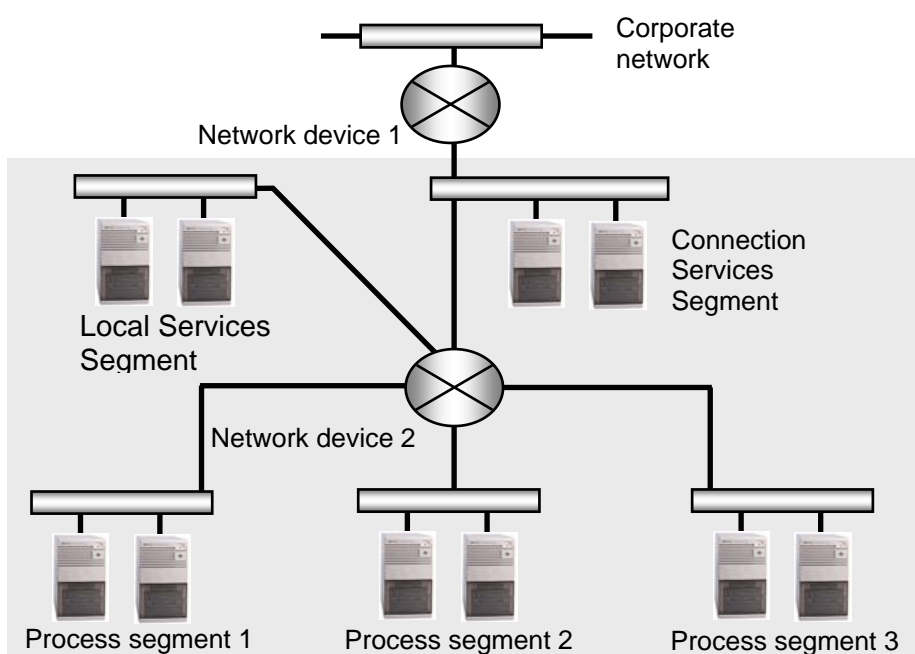 Corporate
network
Network device 1
Connection
Services
Segment
Local Services
Segment
Network device 2
Process segment 1
Process segment 2
Process segment 3